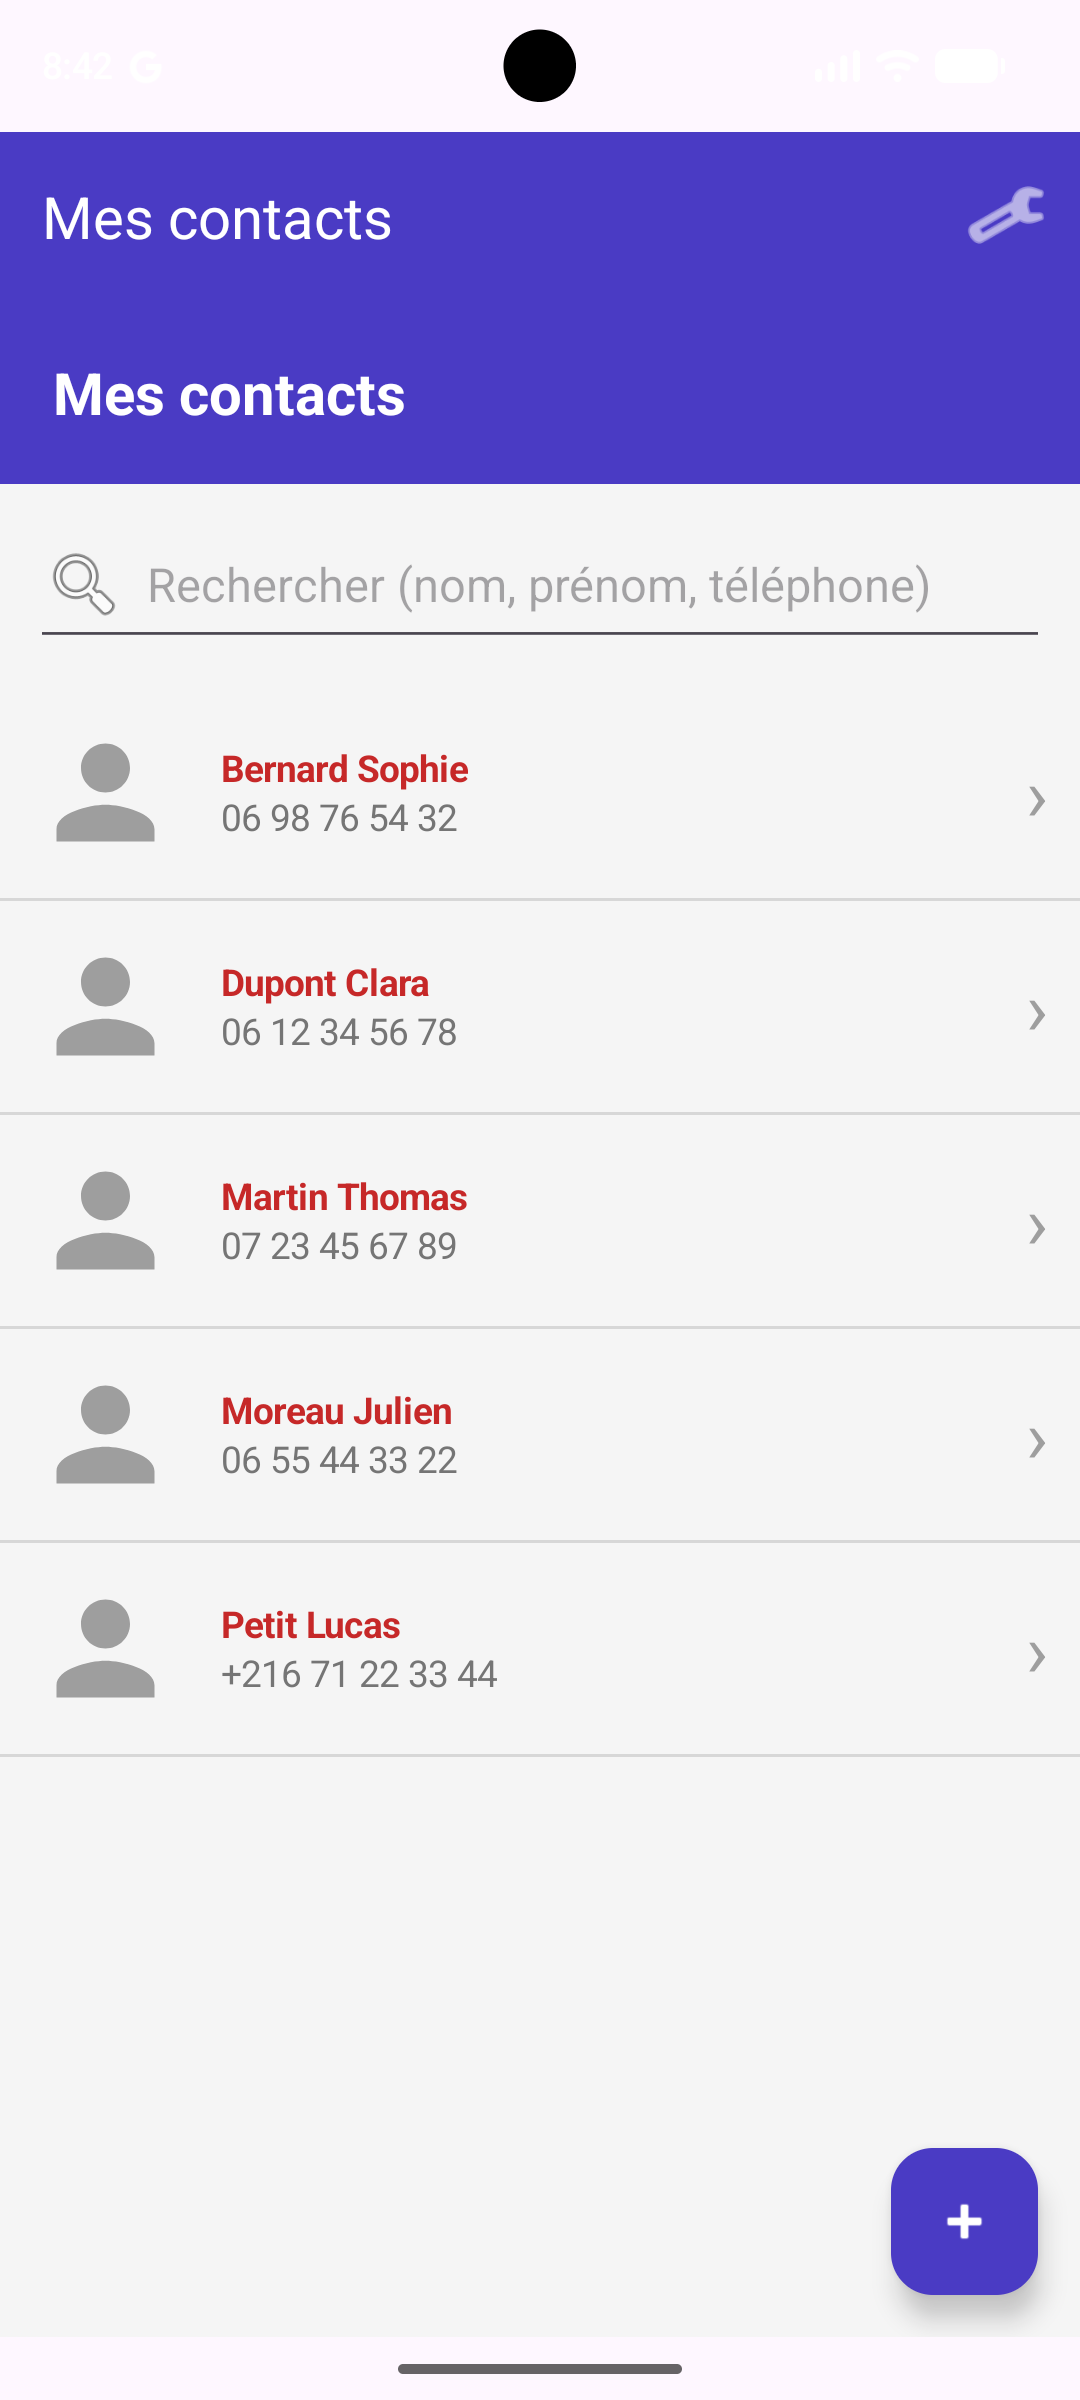 8:42 G
Mes contacts
Mes contacts
Rechercher (nom, prénom, téléphone)
Bernard Sophie
06 98 76 54 32
Dupont Clara
06 12 34 56 78
Martin Thomas
07 23 45 67 89
Moreau Julien
06 55 44 33 22
Petit Lucas
+216 71 22 33 44